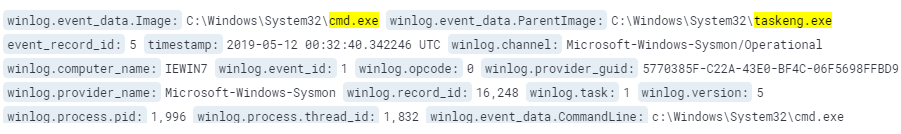 winlog.event_data.Image: C:\Windows\System32\cmd.exe winlog.event_data.ParentImage: C:\Windows\System32\taskeng.exe
event_record_id: 5 timestamp: 2019-05-12 00:32:40.342246 UTC winlog.channel: Microsoft-Windows-Sysmon/Operational
winlog.computer_name: IEWIN7 winlog.event_id: 1 winlog.opcode: 0 winlog.provider_guid: 5770385F-C22A-43E0-BF4C-06F5698FFBD9
winlog.provider_name: Microsoft-Windows-Sysmon winlog.record_id: 16,248 winlog.task: 1 winlog.version: 5
winlog.process.pid: 1,996 winlog.process.thread_id: 1,832 winlog.event_data.CommandLine: c:\Windows\System32\cmd.exe